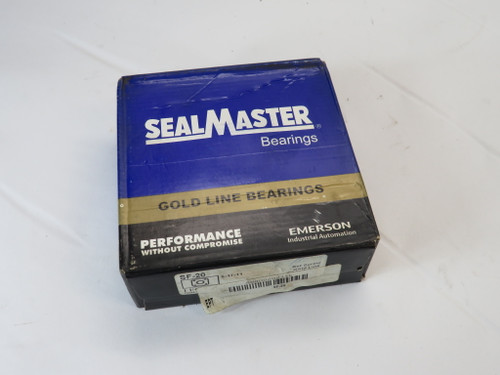 SEALMASTER®
Bearings
GOLD LINE BEARINGS
PERFORMANCE
WITHOUT COMPROMISE
EMERSON
Industrial Automation
SF-20